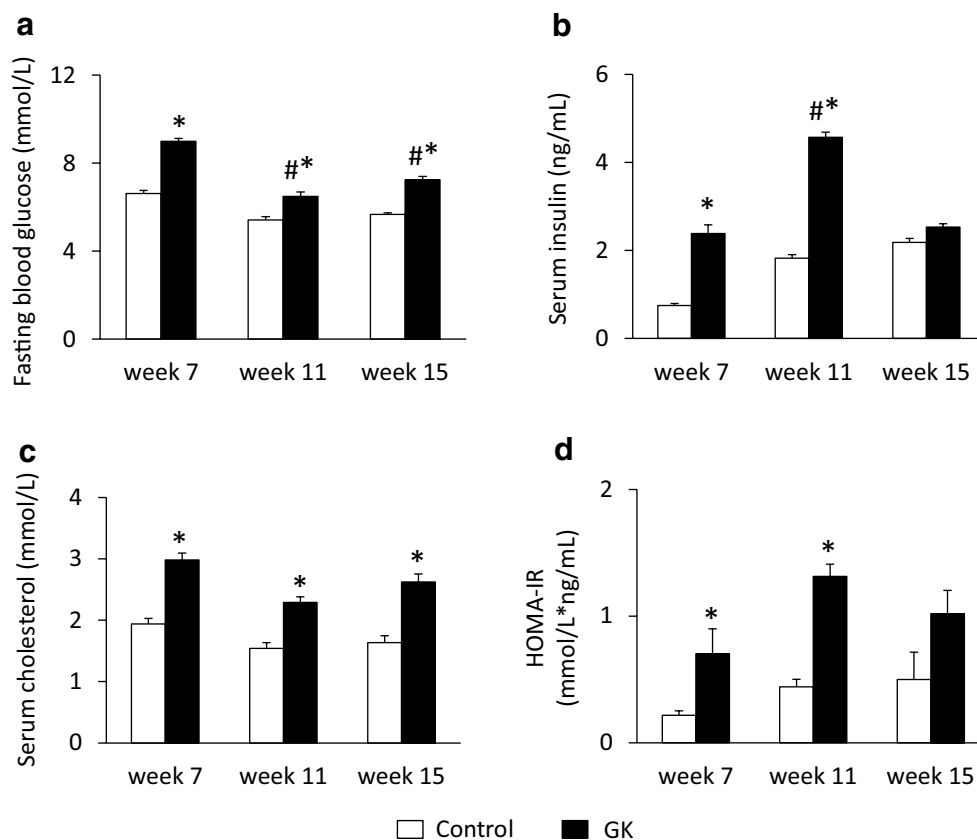 a
Fasting blood glucose (mmol/L)
12
8
4
0
*
#*
#*
week 7
week 11
week 15
b
Serum insulin (ng/mL)
6
4
2
0
*
#*
week 7
week 11
week 15
c
Serum cholesterol (mmol/L)
4
3
2
1
0
*
*
*
week 7
week 11
week 15
d
HOMA-IR
(mmol/L*ng/mL)
2
1
0
*
*
week 7
week 11
week 15
Control
GK